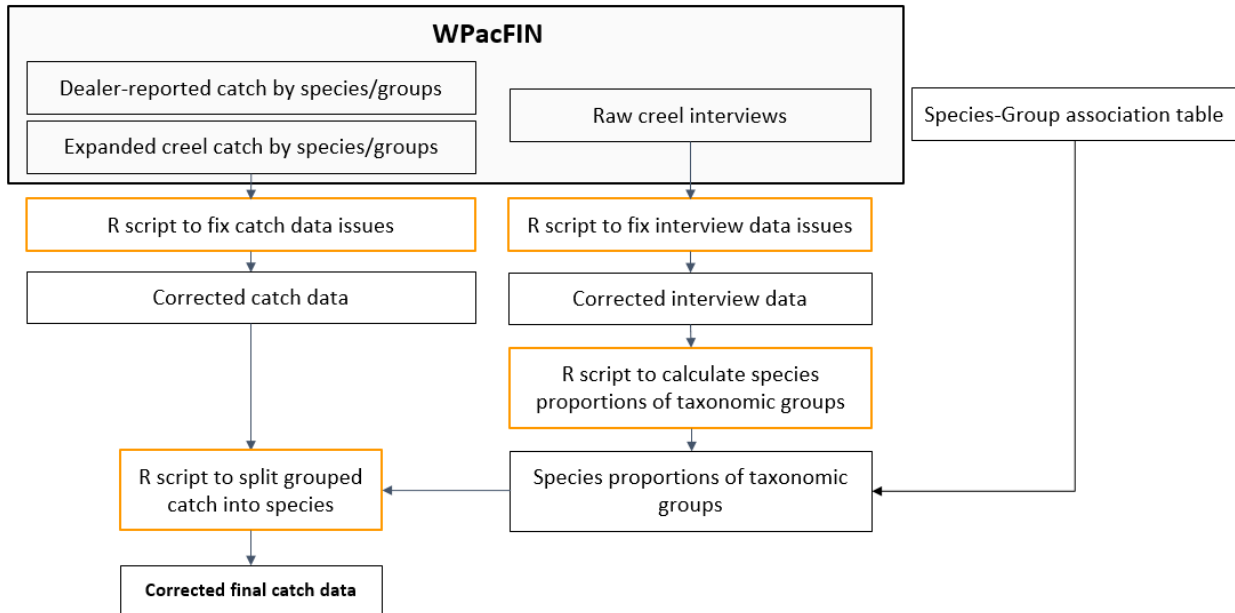 WPacFIN
Dealer-reported catch by species/groups
Expanded creel catch by species/groups
Raw creel interviews
Species-Group association table
R script to fix catch data issues
R script to fix interview data issues
Corrected catch data
Corrected interview data
R script to calculate species
proportions of taxonomic groups
R script to split grouped
catch into species
Species proportions of taxonomic
groups
Corrected final catch data